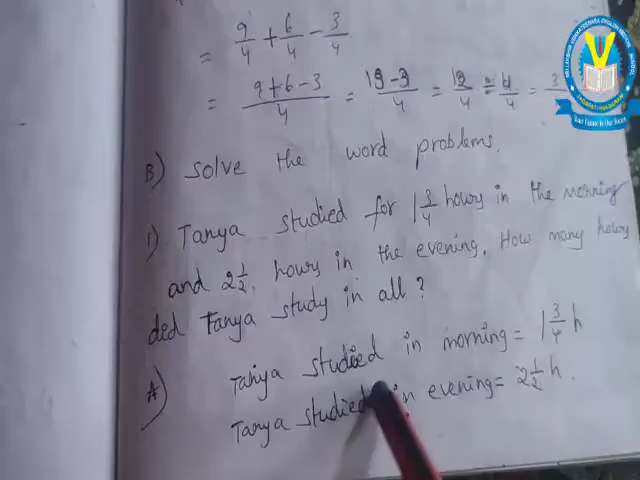 = 9/4 + 6/4 - 3/4
= 9+6-3/4 = 19-3/4 = 12/4 ÷ 4/4 = 3
B) Solve the word problems.
1) Tanya studied for 1 3/4 hours in the morning
and 2 1/2, hours in the evening. How many hours
did Tanya study in all?
A) Tanya studied in morning = 1 3/4 h
Tanya studied in evening = 2 1/2 h.
V